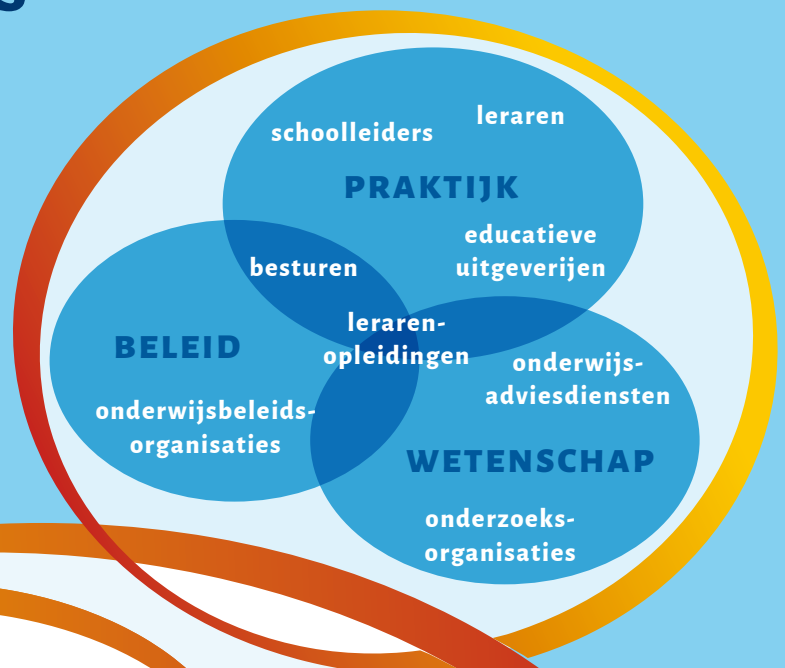 schoolleiders
leraren
PRAKTIJK
educatieve
uitgeverijen
besturen
leraren-
opleidingen
BELEID
onderwijs-
adviesdiensten
onderwijsbeleids-
organisaties
WETENSCHAP
onderzoeks-
organisaties